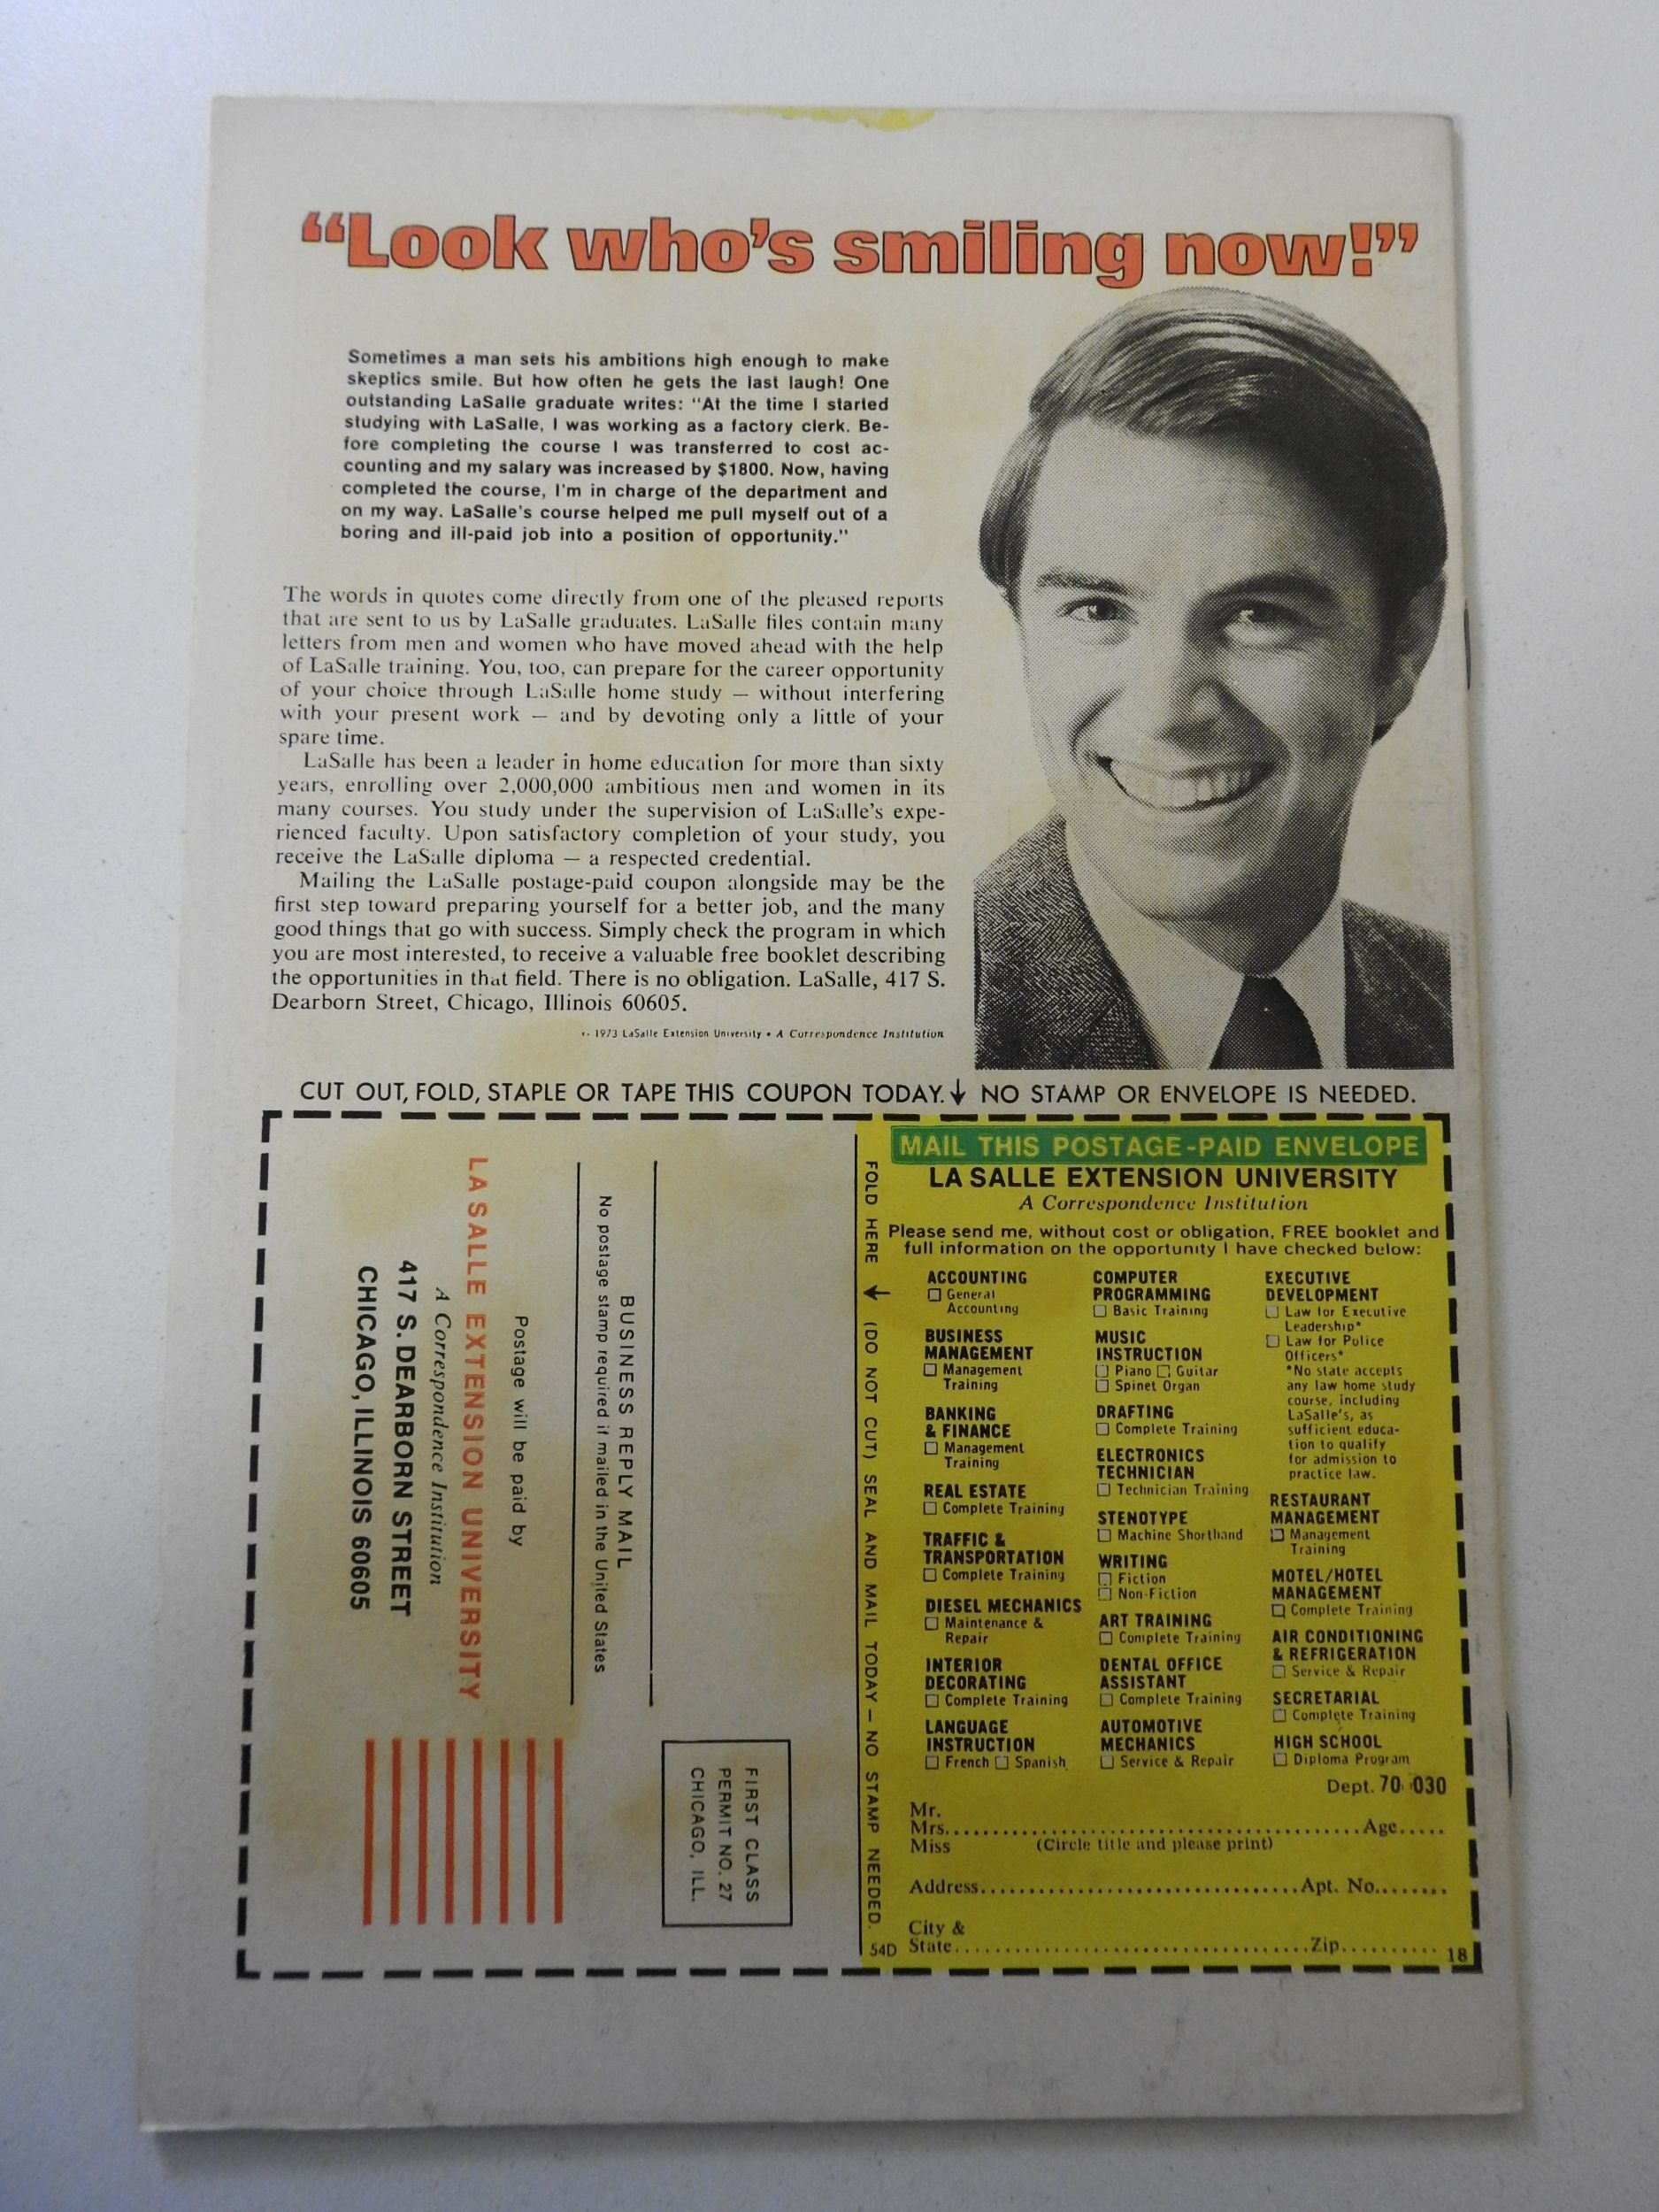 “Look who’s smiling now!”
Sometimes a man sets his ambitions high enough to make
skeptics smile. But how often he gets the last laugh! One
outstanding LaSalle graduate writes: "At the time I started
studying with LaSalle, I was working as a factory clerk. Be-
fore completing the course I was transferred to cost ac-
counting and my salary was increased by $1800. Now, having
completed the course, I'm in charge of the department and
on my way. LaSalle's course helped me pull myself out of a
boring and ill-paid job into a position of opportunity."
The words in quotes come directly from one of the pleased reports
that are sent to us by LaSalle graduates. LaSalle files contain many
letters from men and women who have moved ahead with the help
of LaSalle training. You, too, can prepare for the career opportunity
of your choice through LaSalle home study — without interfering
with your present work — and by devoting only a little of your
spare time.
LaSalle has been a leader in home education for more than sixty
years, enrolling over 2,000,000 ambitious men and women in its
many courses. You study under the supervision of LaSalle's expe-
rienced faculty. Upon satisfactory completion of your study, you
receive the LaSalle diploma — a respected credential.
Mailing the LaSalle postage-paid coupon alongside may be the
first step toward preparing yourself for a better job, and the many
good things that go with success. Simply check the program in which
you are most interested, to receive a valuable free booklet describing
the opportunities in that field. There is no obligation. LaSalle, 417 S.
Dearborn Street, Chicago, Illinois 60605.
1973 LaSalle Extension University • A Correspondence Institution
CUT OUT, FOLD, STAPLE OR TAPE THIS COUPON TODAY.↓ NO STAMP OR ENVELOPE IS NEEDED.
FIRST CLASS
PERMIT NO. 27
CHICAGO, ILL.
BUSINESS REPLY MAIL
No postage stamp required if mailed in the United States
Postage will be paid by
LA SALLE EXTENSION UNIVERSITY
A Correspondence Institution
417 S. DEARBORN STREET
CHICAGO, ILLINOIS 60605
FOLD HERE ↓ (DO NOT CUT) SEAL AND MAIL TODAY – NO STAMP NEEDED.
54D
MAIL THIS POSTAGE-PAID ENVELOPE
LA SALLE EXTENSION UNIVERSITY
A Correspondence Institution
Please send me, without cost or obligation, FREE booklet and
full information on the opportunity I have checked below:
ACCOUNTING
☐ General
Accounting
BUSINESS
MANAGEMENT
☐ Management
Training
BANKING
& FINANCE
☐ Management
Training
REAL ESTATE
☐ Complete Training
TRAFFIC &
TRANSPORTATION
☐ Complete Training
DIESEL MECHANICS
☐ Maintenance &
Repair
INTERIOR
DECORATING
☐ Complete Training
LANGUAGE
INSTRUCTION
☐ French ☐ Spanish
COMPUTER
PROGRAMMING
☐ Basic Training
MUSIC
INSTRUCTION
☐ Piano ☐ Guitar
☐ Spinet Organ
DRAFTING
☐ Complete Training
ELECTRONICS
TECHNICIAN
☐ Technician Training
STENOTYPE
☐ Machine Shorthand
WRITING
☐ Fiction
☐ Non-Fiction
ART TRAINING
☐ Complete Training
DENTAL OFFICE
ASSISTANT
☐ Complete Training
AUTOMOTIVE
MECHANICS
☐ Service & Repair
EXECUTIVE
DEVELOPMENT
☐ Law for Executive
Leadership*
☐ Law for Police
Officers*
*No state accepts
any law home study
course, including
LaSalle's, as
sufficient educa-
tion to qualify
for admission to
practice law.
RESTAURANT
MANAGEMENT
☐ Management
Training
MOTEL/HOTEL
MANAGEMENT
☐ Complete Training
AIR CONDITIONING
& REFRIGERATION
☐ Service & Repair
SECRETARIAL
☐ Complete Training
HIGH SCHOOL
☐ Diploma Program
Dept. 70-030
Mr.
Mrs. Age
Miss (Circle title and please print)
Address Apt. No.
City &
State Zip
18